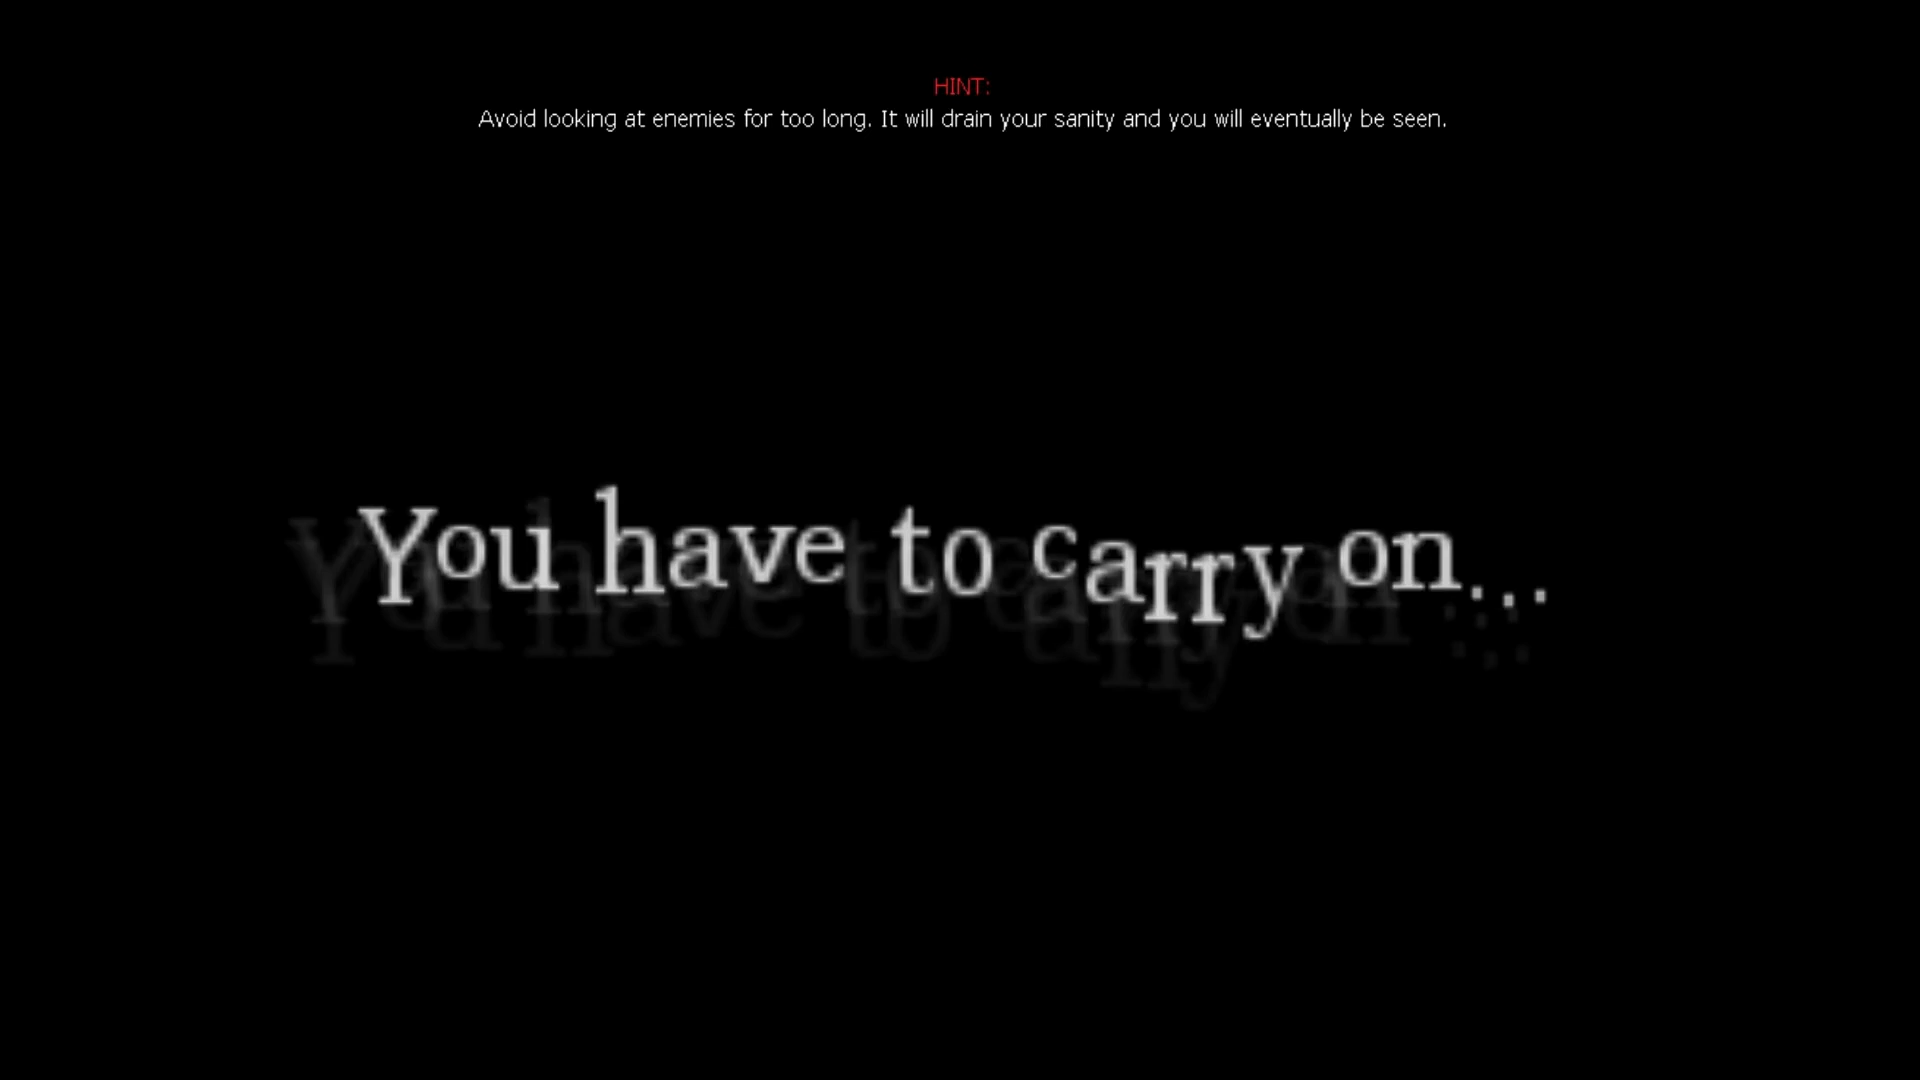 HINT:
Avoid looking at enemies for too long. It will drain your sanity and you will eventually be seen.
You have to carry on...